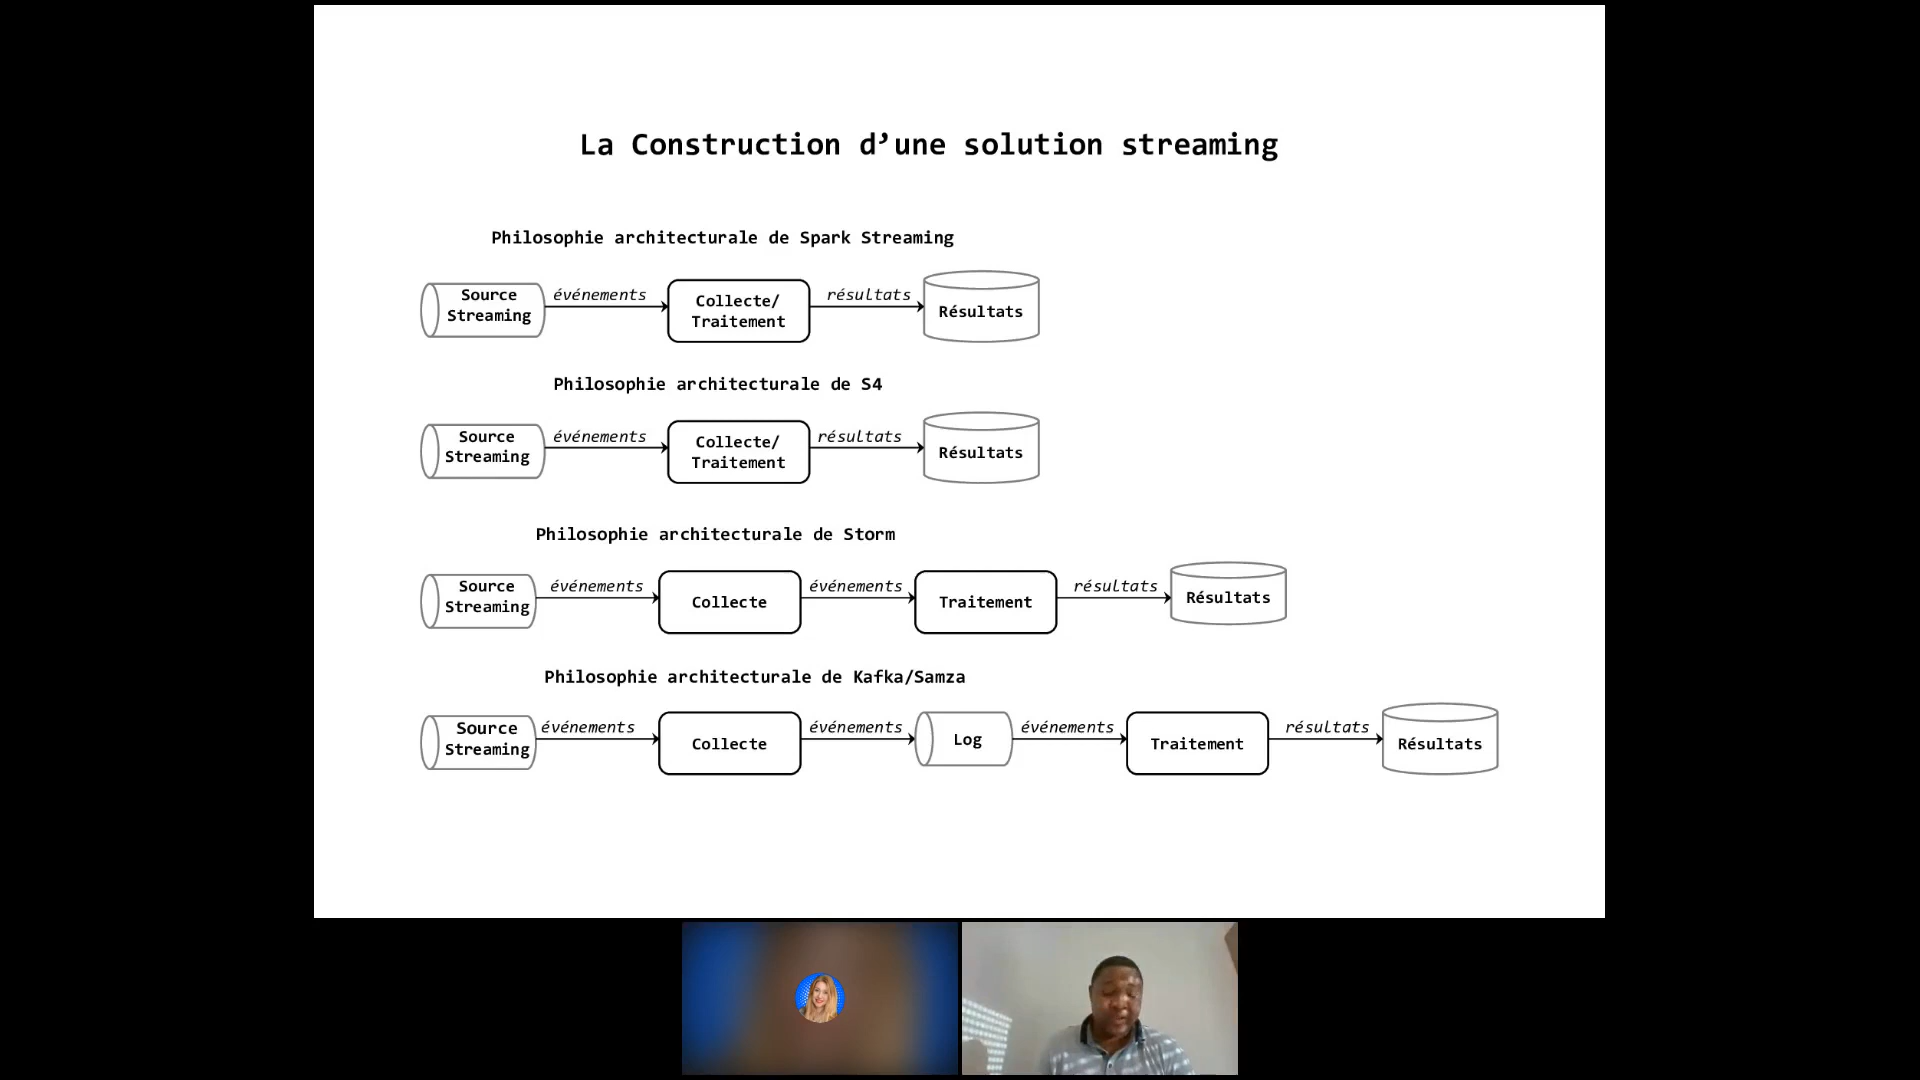 La Construction d’une solution streaming
Philosophie architecturale de Spark Streaming
Source
Streaming
événements
Collecte/
Traitement
résultats
Résultats
Philosophie architecturale de S4
Source
Streaming
événements
Collecte/
Traitement
résultats
Résultats
Philosophie architecturale de Storm
Source
Streaming
événements
Collecte
événements
Traitement
résultats
Résultats
Philosophie architecturale de Kafka/Samza
Source
Streaming
événements
Collecte
événements
Log
événements
Traitement
résultats
Résultats